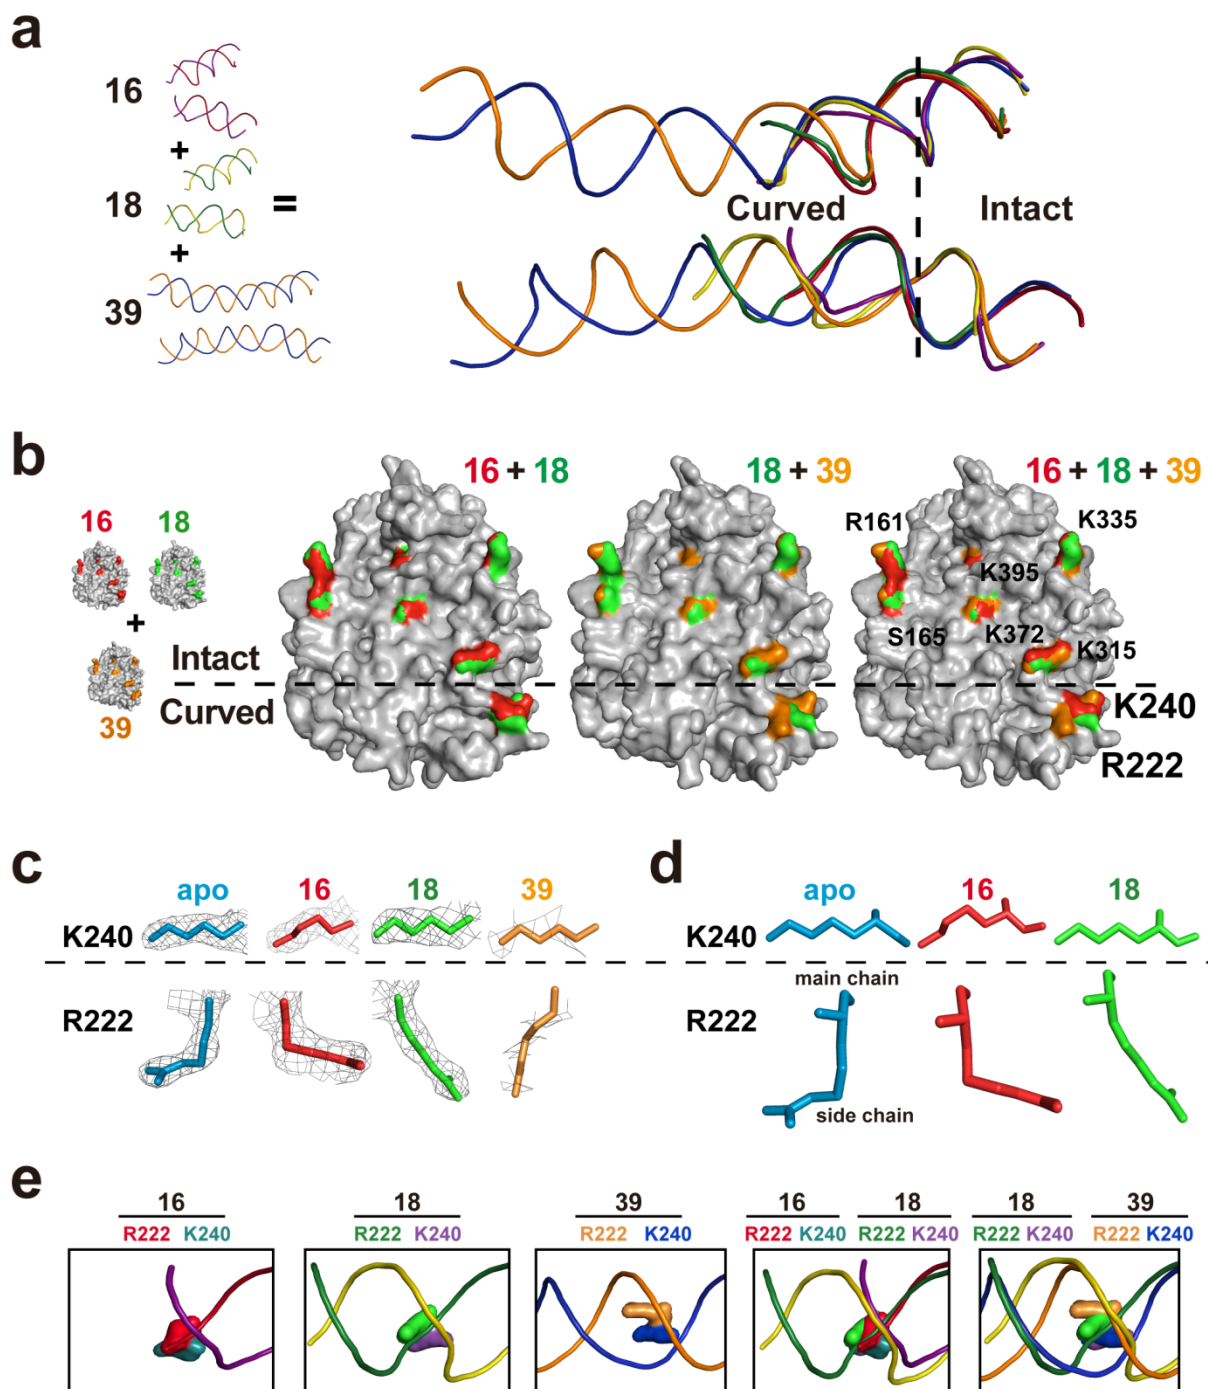 a
16
+
18
+
39
=
Curved
Intact
b
16 + 18
18 + 39
16 + 18 + 39
16
18
+
39
R161
K335
K395
S165
K372
K315
Intact
Curved
K240
R222
c
apo
16
18
39
K240
R222
d
apo
16
18
K240
main chain
R222
side chain
e
16
18
39
16
18
18
39
R222 K240
R222 K240
R222 K240
R222 K240
R222 K240
R222 K240
R222 K240